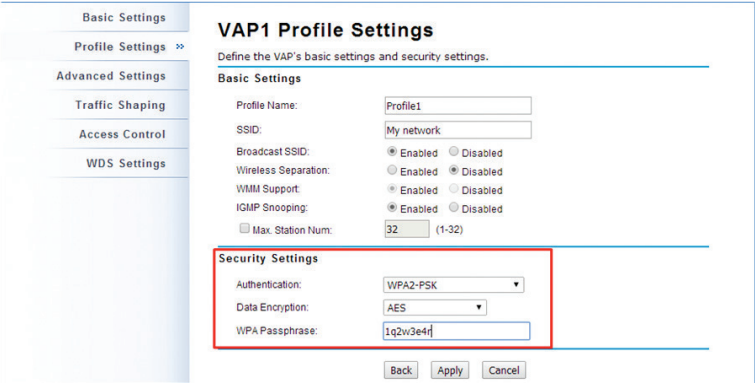 Basic Settings
Profile Settings »
Advanced Settings
Traffic Shaping
Access Control
WDS Settings
VAP1 Profile Settings
Define the VAP's basic settings and security settings.
Basic Settings
Profile Name: Profile1
SSID: My network
Broadcast SSID: Enabled Disabled
Wireless Separation: Enabled Disabled
WMM Support: Enabled Disabled
IGMP Snooping: Enabled Disabled
Max. Station Num: 32 (1-32)
Security Settings
Authentication: WPA2-PSK
Data Encryption: AES
WPA Passphrase: 1q2w3e4r
Back Apply Cancel